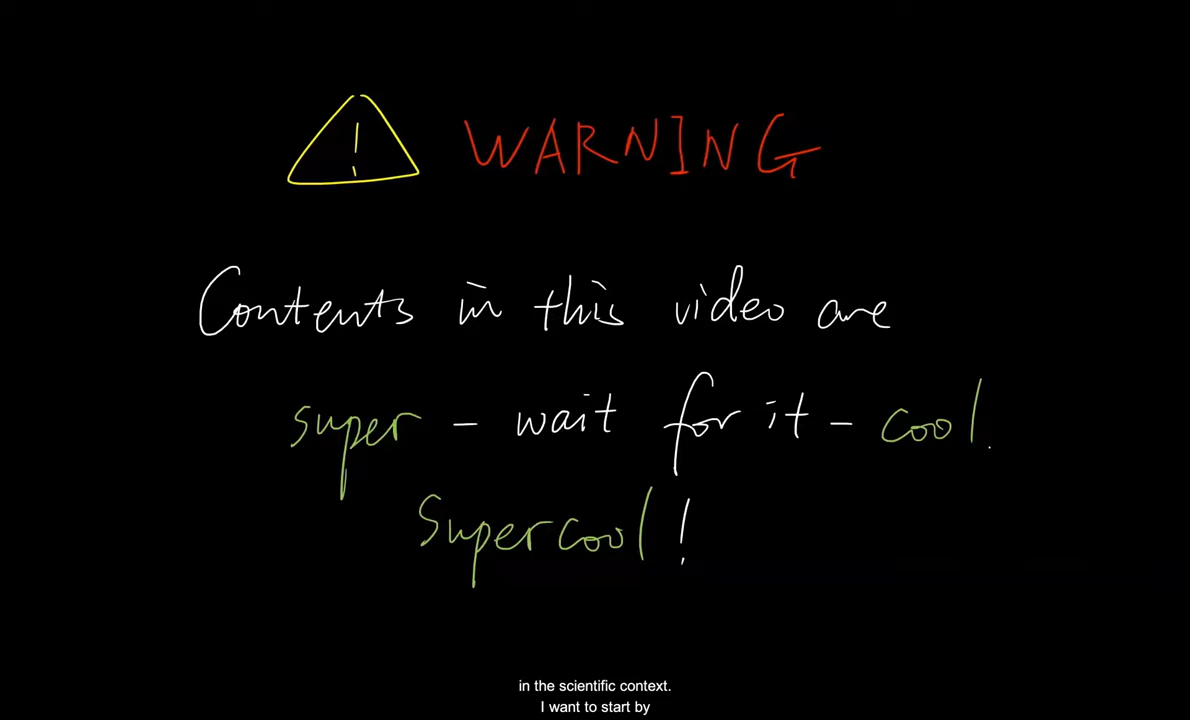 ! WARNING
Contents in this video are
super - wait for it - cool.
Supercool!
in the scientific context.
I want to start by